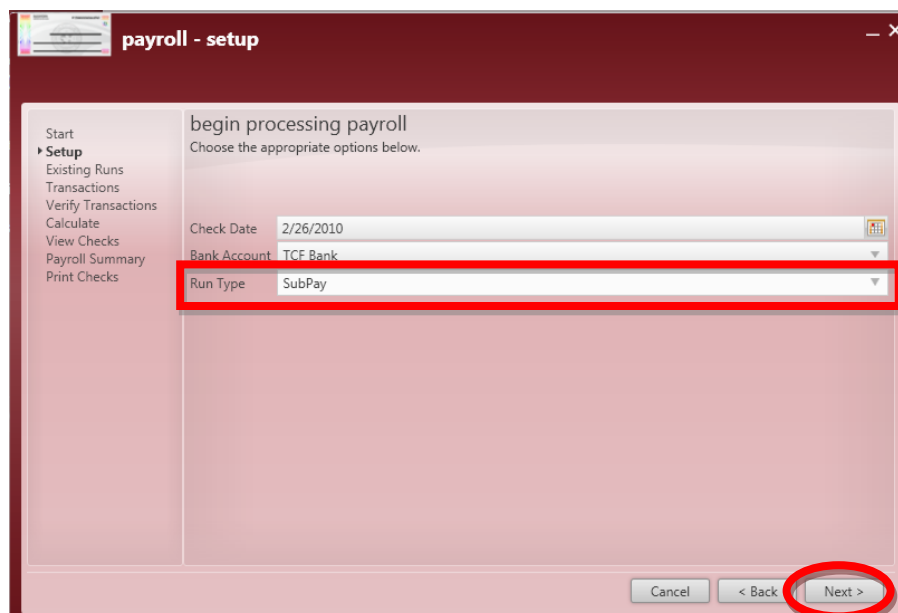 payroll - setup
Start
Setup
Existing Runs
Transactions
Verify Transactions
Calculate
View Checks
Payroll Summary
Print Checks
begin processing payroll
Choose the appropriate options below.
Check Date 2/26/2010
Bank Account TCF Bank
Run Type SubPay
Cancel < Back Next >